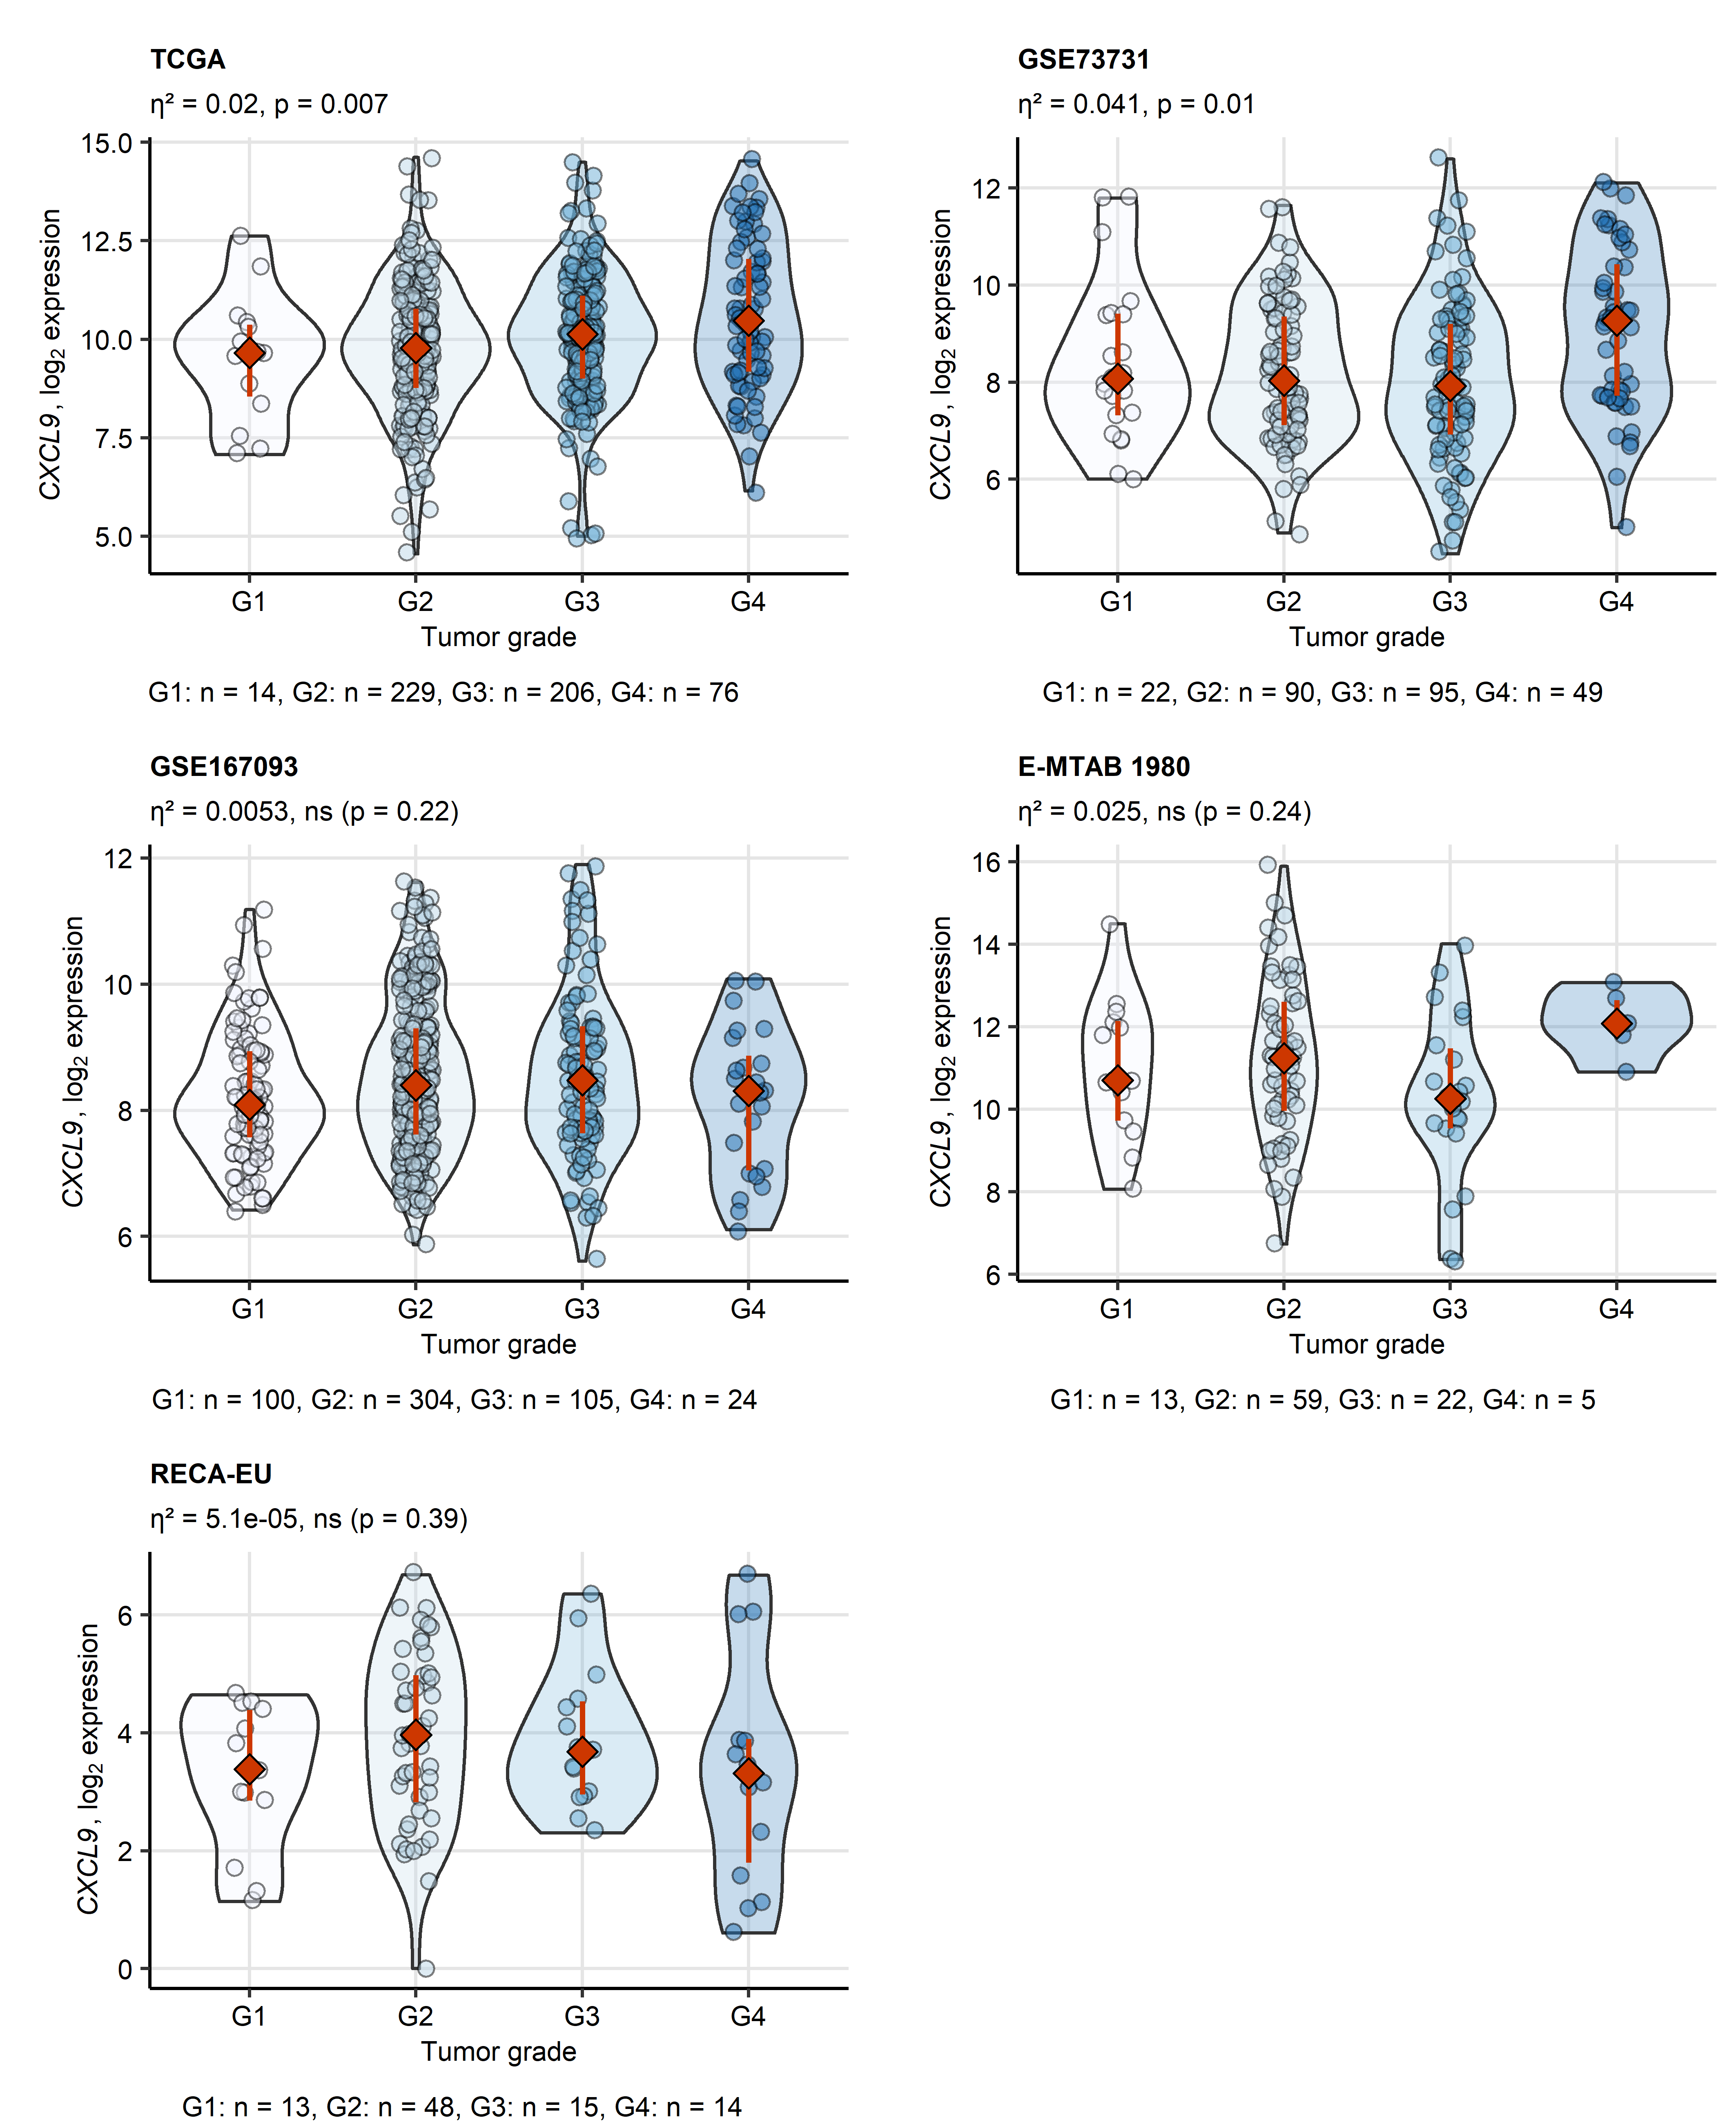 TCGA
η² = 0.02, p = 0.007
CXCL9, log₂ expression
15.0
12.5
10.0
7.5
5.0
G1 G2 G3 G4
Tumor grade
G1: n = 14, G2: n = 229, G3: n = 206, G4: n = 76
GSE73731
η² = 0.041, p = 0.01
CXCL9, log₂ expression
12
10
8
6
G1 G2 G3 G4
Tumor grade
G1: n = 22, G2: n = 90, G3: n = 95, G4: n = 49
GSE167093
η² = 0.0053, ns (p = 0.22)
CXCL9, log₂ expression
12
10
8
6
G1 G2 G3 G4
Tumor grade
G1: n = 100, G2: n = 304, G3: n = 105, G4: n = 24
E-MTAB 1980
η² = 0.025, ns (p = 0.24)
CXCL9, log₂ expression
16
14
12
10
8
6
G1 G2 G3 G4
Tumor grade
G1: n = 13, G2: n = 59, G3: n = 22, G4: n = 5
RECA-EU
η² = 5.1e-05, ns (p = 0.39)
CXCL9, log₂ expression
6
4
2
0
G1 G2 G3 G4
Tumor grade
G1: n = 13, G2: n = 48, G3: n = 15, G4: n = 14